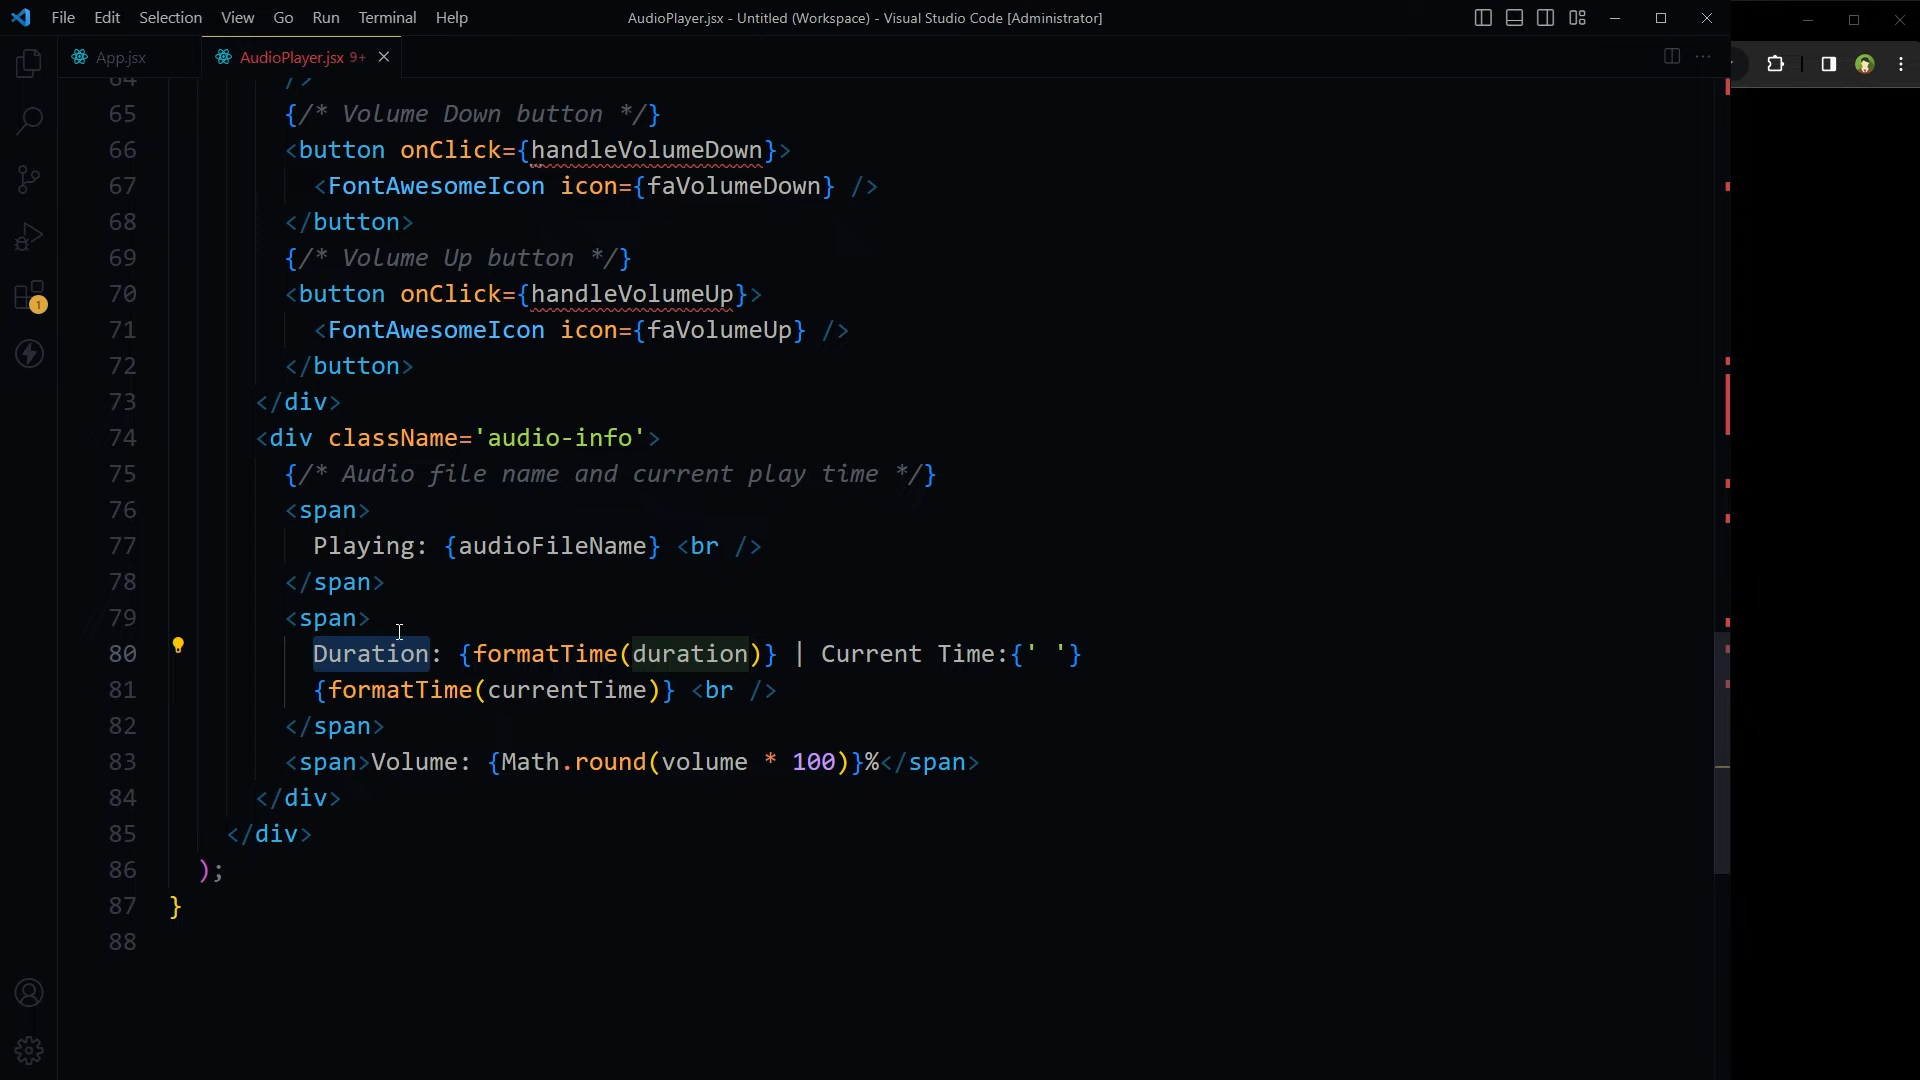 File Edit Selection View Go Run Terminal Help
AudioPlayer.jsx - Untitled (Workspace) - Visual Studio Code [Administrator]
App.jsx
AudioPlayer.jsx 9+
64 />
65 {/* Volume Down button */}
66 <button onClick={handleVolumeDown}>
67 <FontAwesomeIcon icon={faVolumeDown} />
68 </button>
69 {/* Volume Up button */}
70 <button onClick={handleVolumeUp}>
71 <FontAwesomeIcon icon={faVolumeUp} />
72 </button>
73 </div>
74 <div className='audio-info'>
75 {/* Audio file name and current play time */}
76 <span>
77 Playing: {audioFileName} <br />
78 </span>
79 <span>
80 Duration: {formatTime(duration)} | Current Time:{' '}
81 {formatTime(currentTime)} <br />
82 </span>
83 <span>Volume: {Math.round(volume * 100)}%</span>
84 </div>
85 </div>
86 );
87 }
88
1